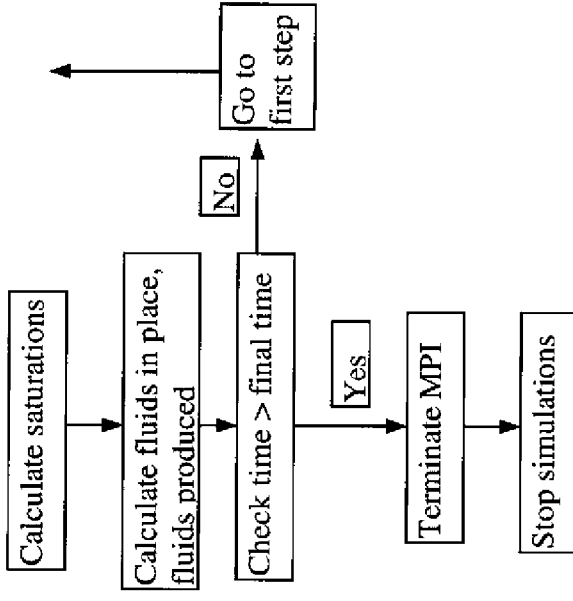 Calculate saturations
Calculate fluids in place,
fluids produced
Check time > final time
No
Go to
first step
Yes
Terminate MPI
Stop simulations